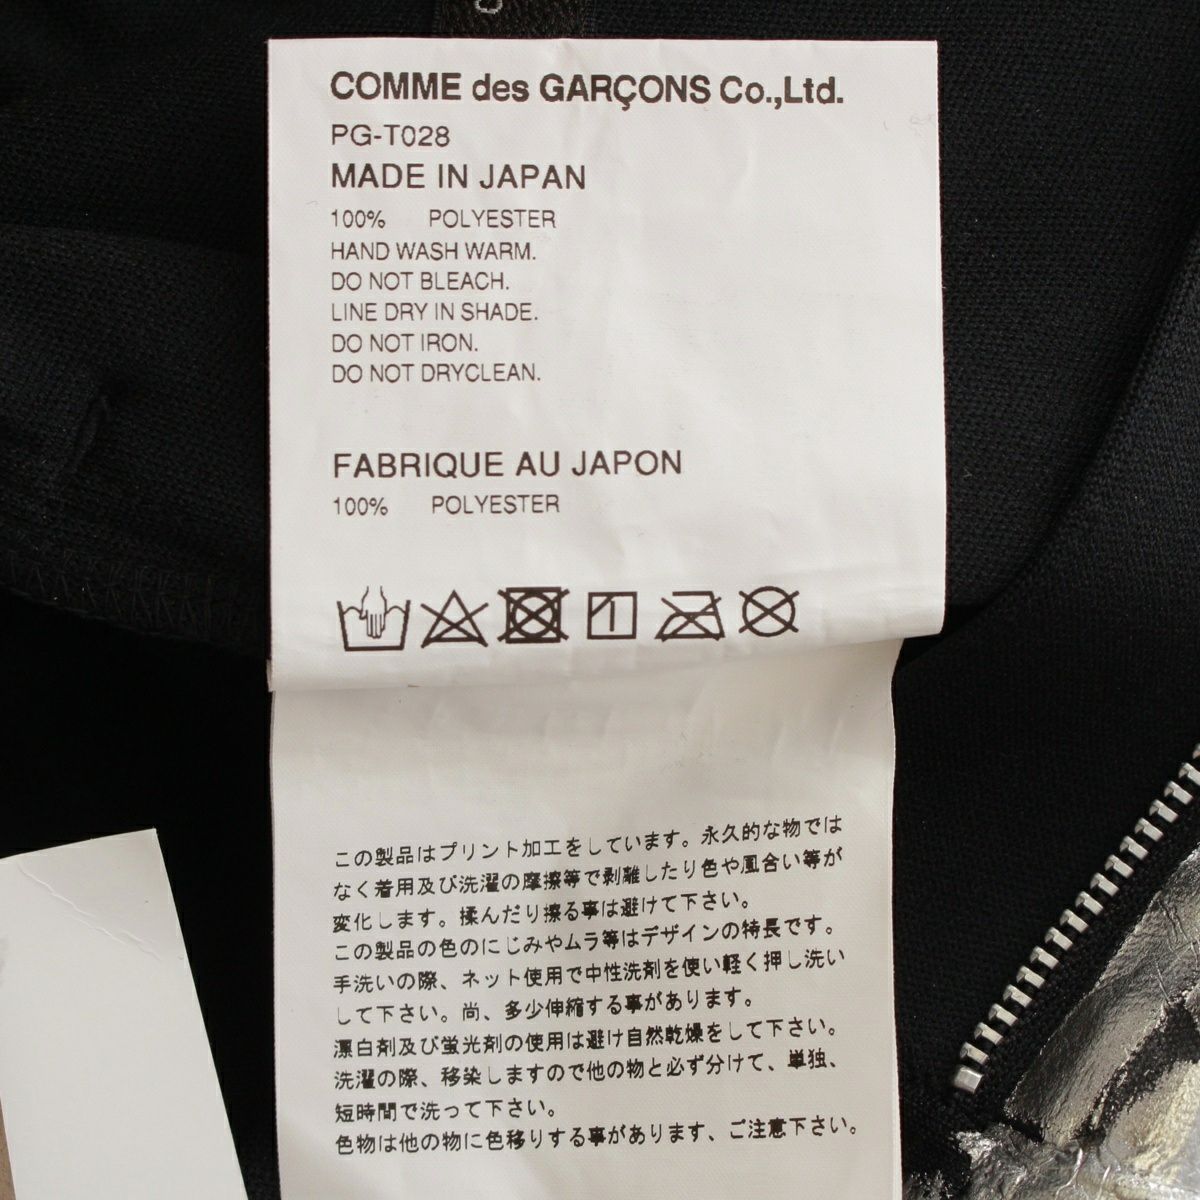 COMME des GARÇONS Co.,Ltd.
PG-T028
MADE IN JAPAN
100% POLYESTER
HAND WASH WARM.
DO NOT BLEACH.
LINE DRY IN SHADE.
DO NOT IRON.
DO NOT DRYCLEAN.
FABRIQUE AU JAPON
100% POLYESTER
この製品はプリント加工をしています。永久的な物では
なく着用及び洗濯の摩擦等で剥離したり色や風合い等が
変化します。揉んだり擦る事は避けて下さい。
この製品の色のにじみやムラ等はデザインの特長です。
手洗いの際、ネット使用で中性洗剤を使い軽く押し洗い
して下さい。尚、多少伸縮する事があります。
漂白剤及び蛍光剤の使用は避け自然乾燥をして下さい。
洗濯の際、移染しますので他の物と必ず分けて、単独、
短時間で洗って下さい。
色物は他の物に色移りする事があります、ご注意下さい。